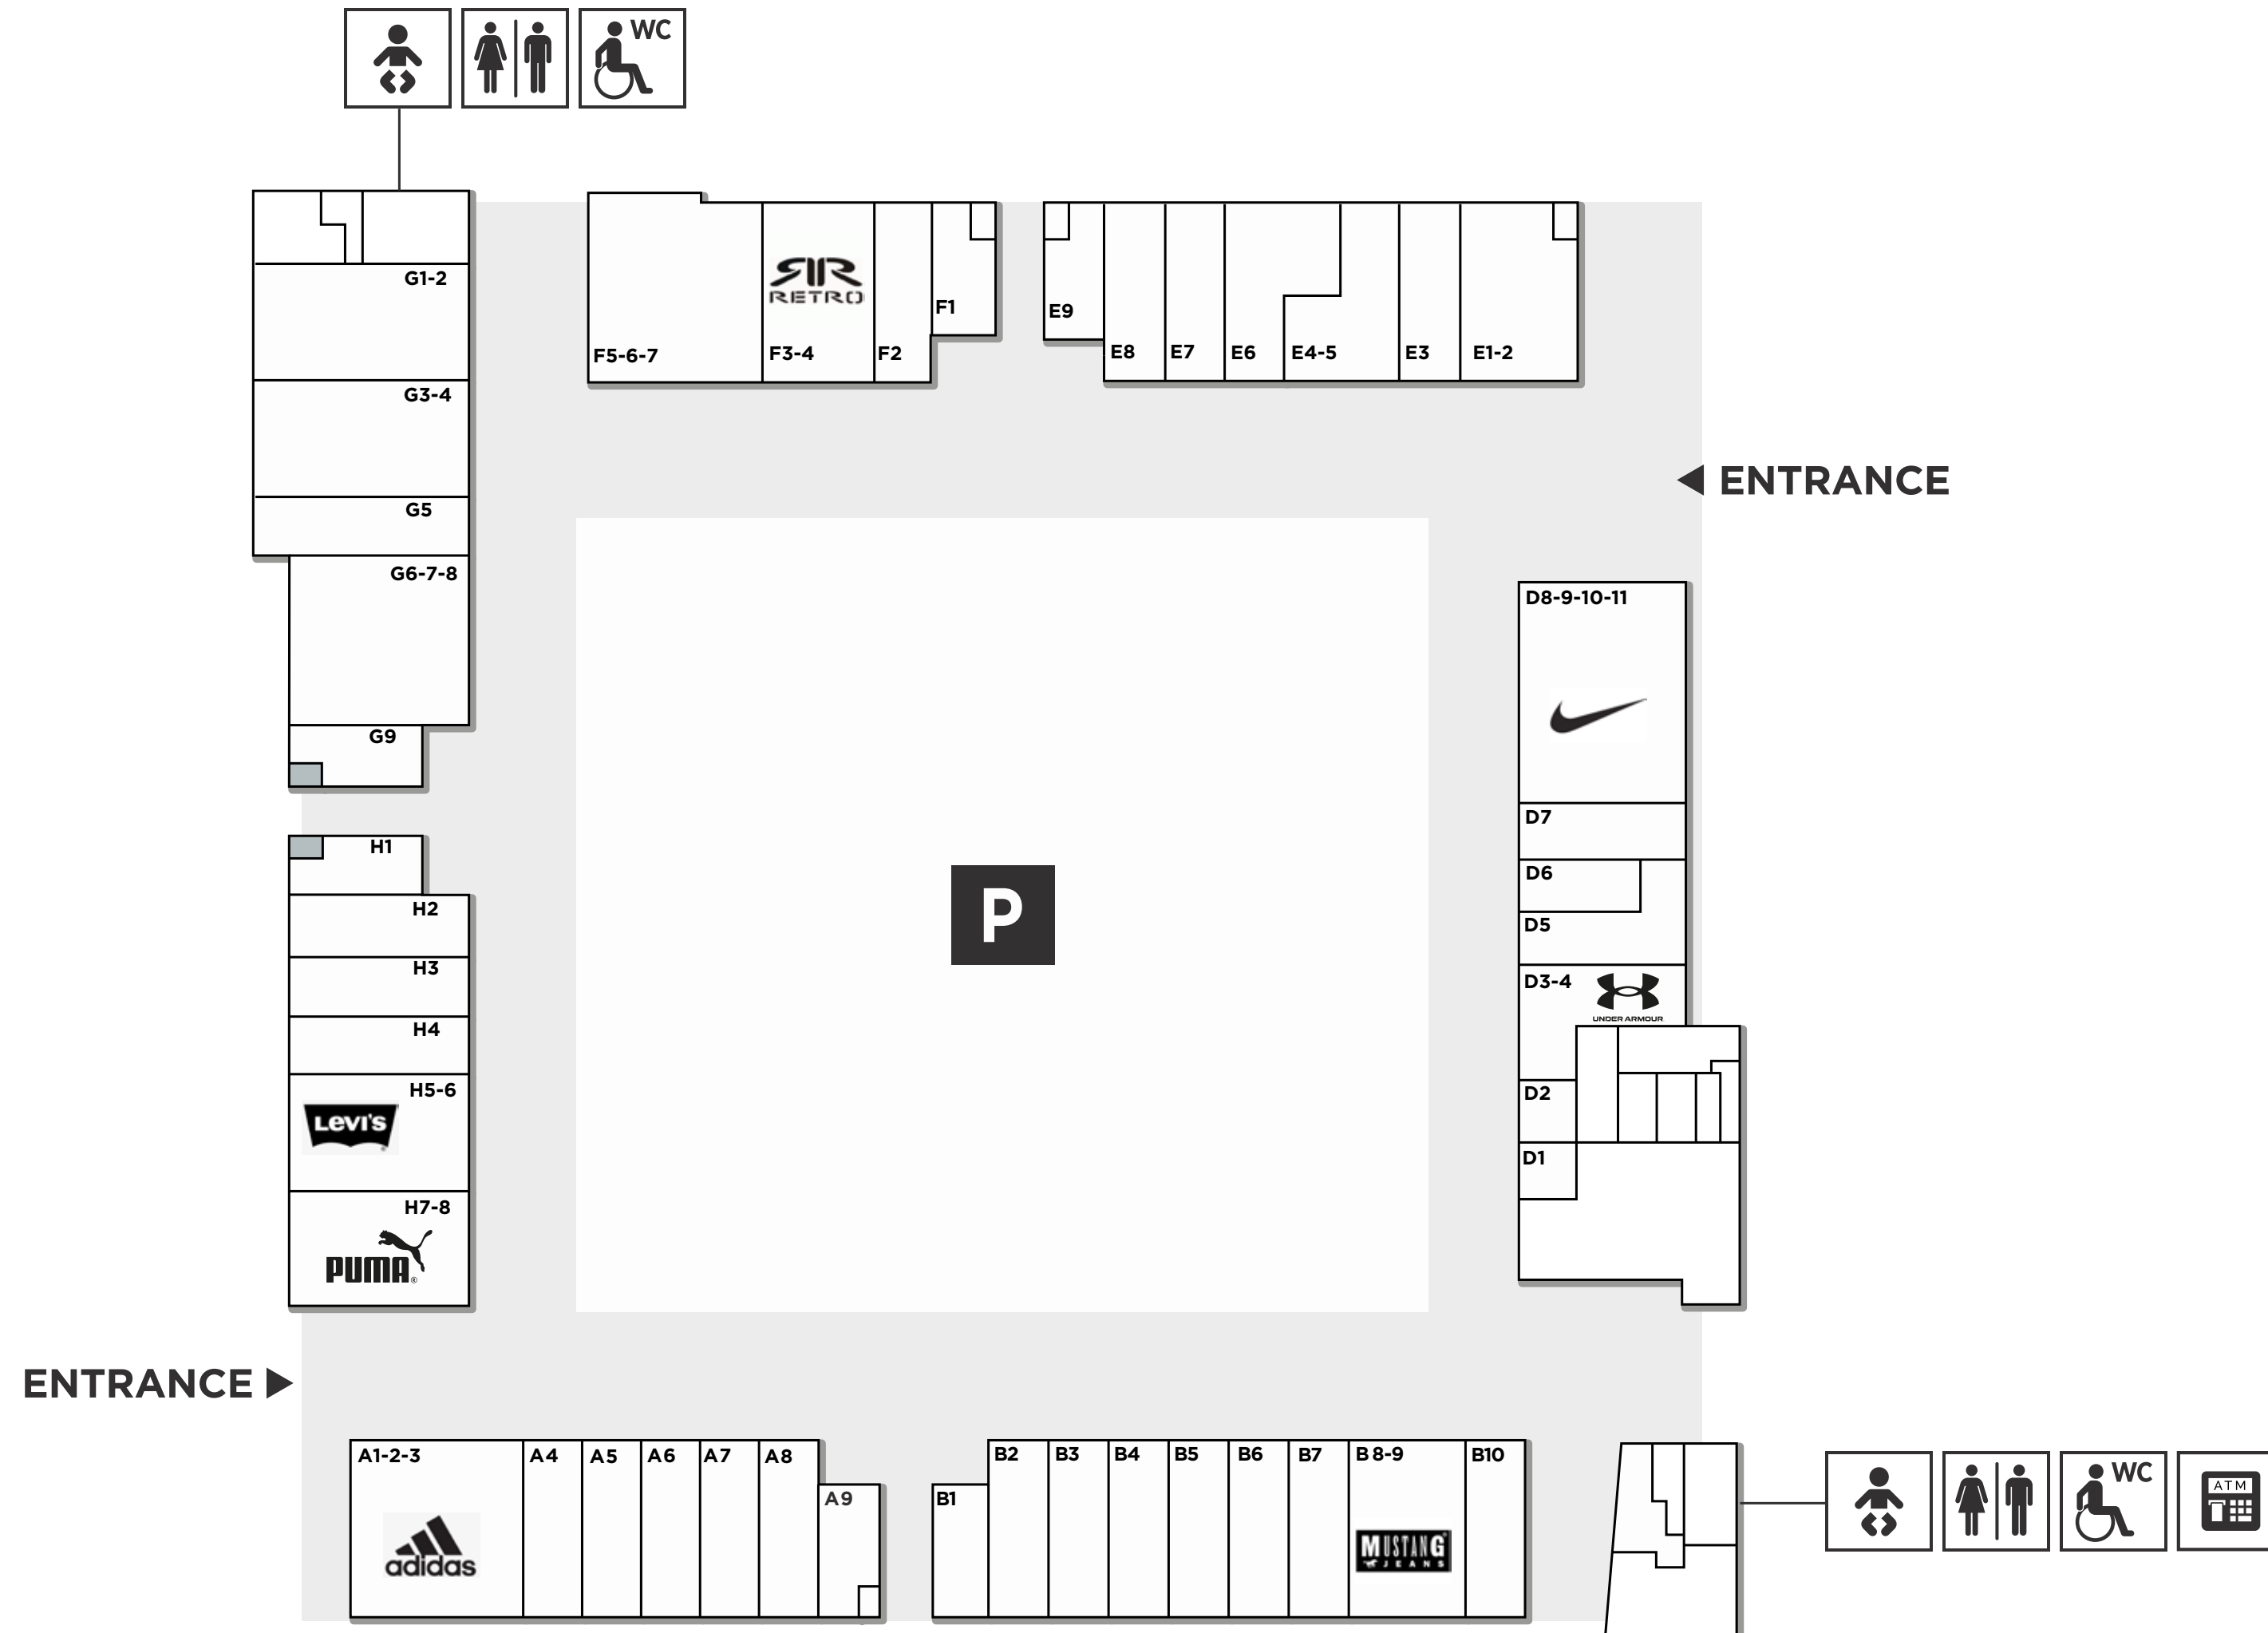 WC
G1-2
G3-4
G5
G6-7-8
G9
F5-6-7
RETRO
F3-4
F2
F1
E9
E8
E7
E6
E4-5
E3
E1-2
ENTRANCE
D8-9-10-11
D7
D6
D5
D3-4
UNDER ARMOUR
D2
D1
P
H1
H2
H3
H4
H5-6
LEVI'S
H7-8
PUMA
ENTRANCE
A1-2-3
adidas
A4
A5
A6
A7
A8
A9
B1
B2
B3
B4
B5
B6
B7
B 8-9
MUSTANG
JEANS
B10
WC
ATM